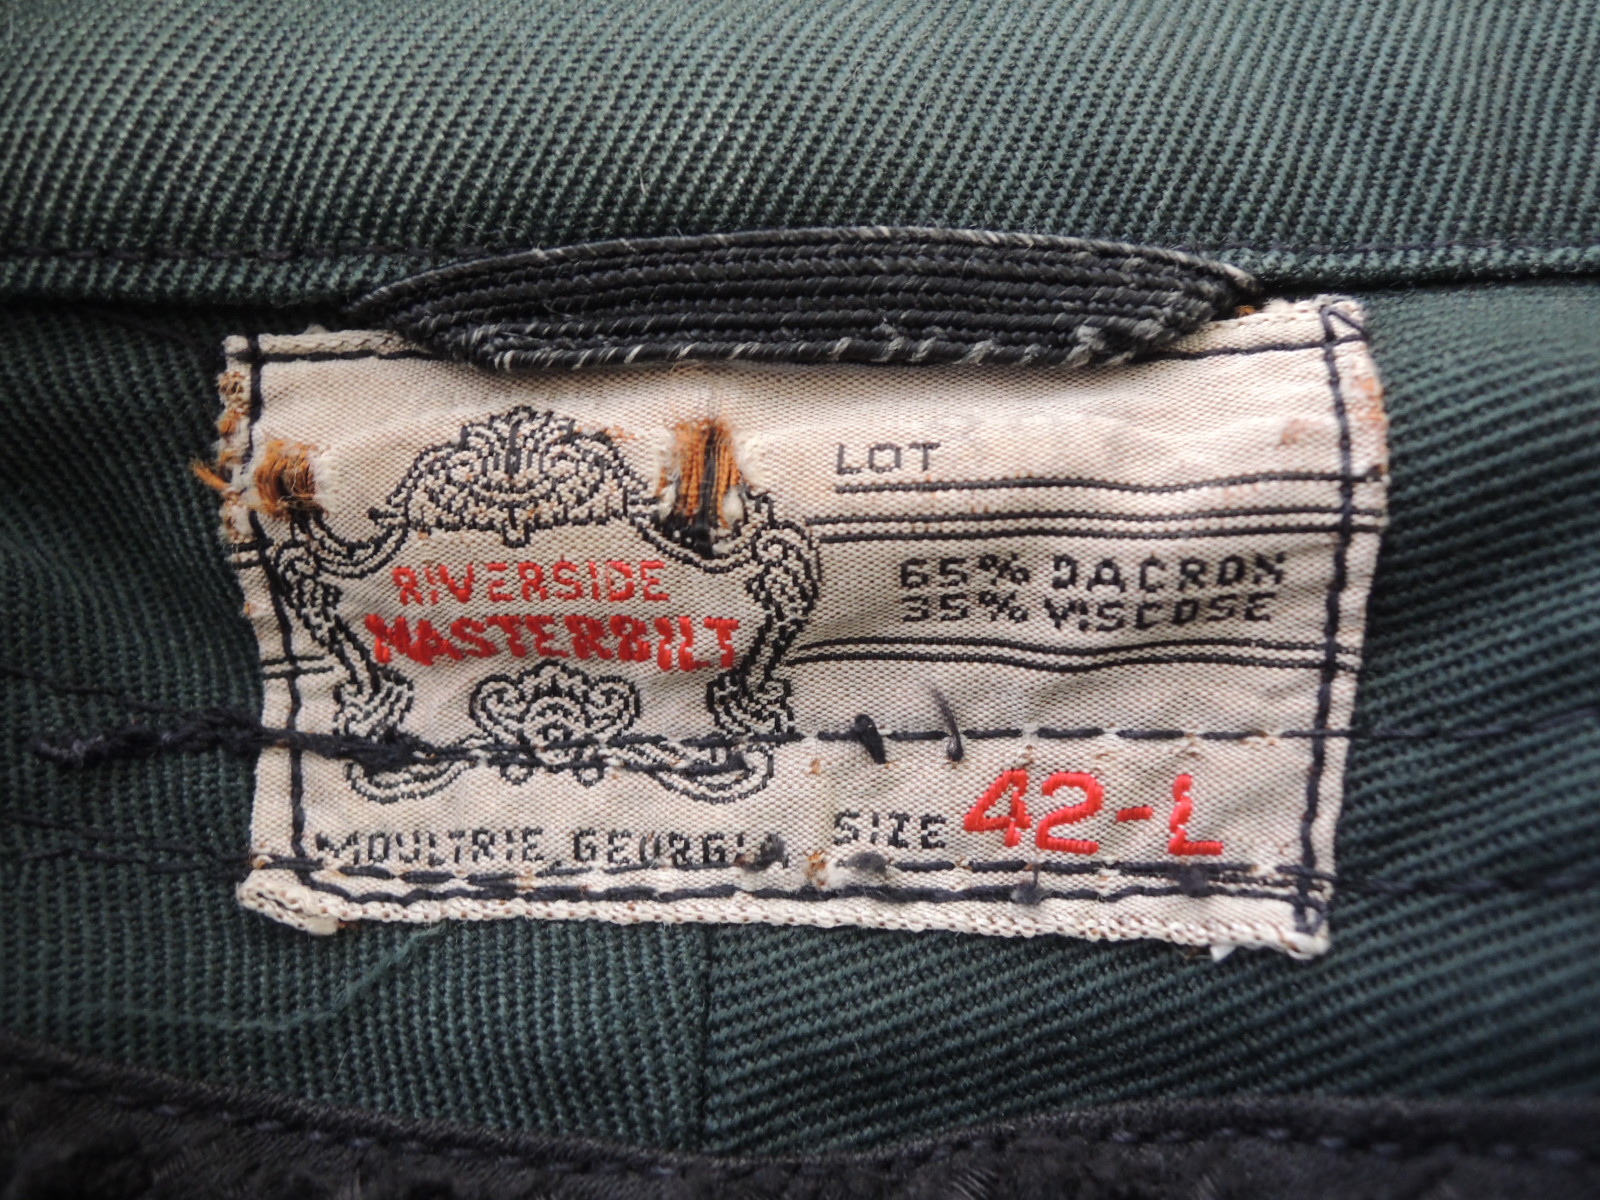 RIVERSIDE
MASTERBILT
MOULTRIE, GEORGIA
LOT
65% DACRON
35% VISCOSE
SIZE 42-L